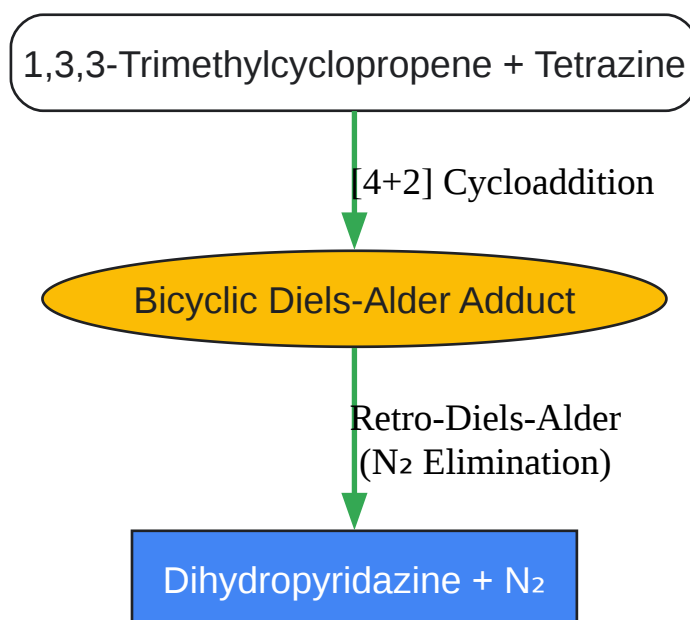 1,3,3-Trimethylcyclopropene + Tetrazine
[4+2] Cycloaddition
Bicyclic Diels-Alder Adduct
Retro-Diels-Alder
(N₂ Elimination)
Dihydropyridazine + N₂